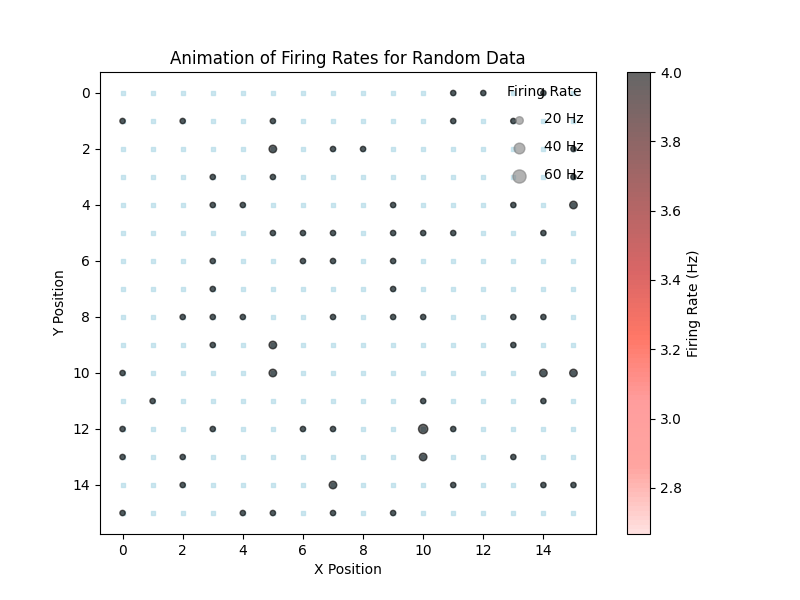 Animation of Firing Rates for Random Data
Firing Rate
20 Hz
40 Hz
60 Hz
0
2
4
6
8
10
12
14
Y Position
0 2 4 6 8 10 12 14
X Position
4.0
3.8
3.6
3.4
3.2
3.0
2.8
Firing Rate (Hz)